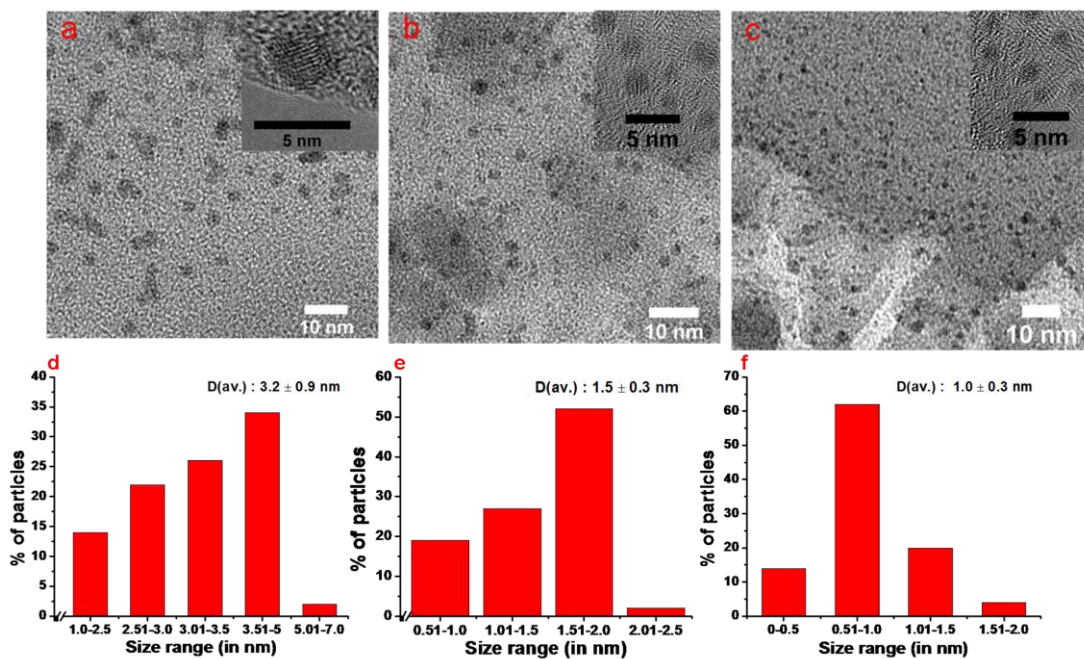 a
5 nm
10 nm
b
5 nm
10 nm
c
5 nm
10 nm
d
D(av.) : 3.2 ± 0.9 nm
% of particles
40
35
30
25
20
15
10
5
0
1.0-2.5 2.51-3.0 3.01-3.5 3.51-5 5.01-7.0
Size range (in nm)
e
D(av.) : 1.5 ± 0.3 nm
% of particles
60
50
40
30
20
10
0
0.51-1.0 1.01-1.5 1.51-2.0 2.01-2.5
Size range (in nm)
f
D(av.) : 1.0 ± 0.3 nm
% of particles
70
60
50
40
30
20
10
0
0-0.5 0.51-1.0 1.01-1.5 1.51-2.0
Size range (in nm)